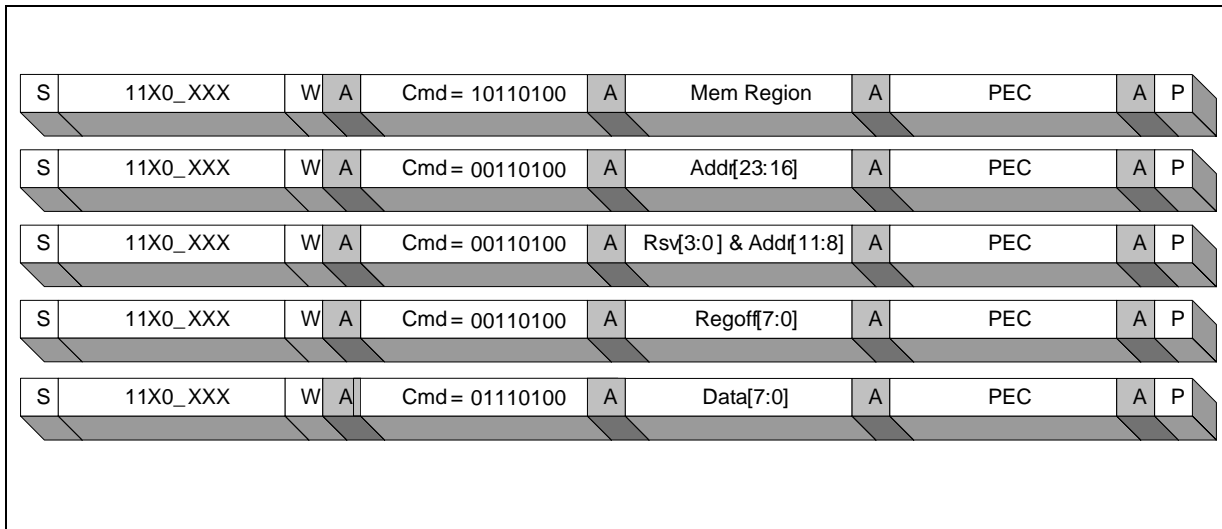 S 11X0_XXX W A Cmd = 10110100 A Mem Region A PEC A P
S 11X0_XXX W A Cmd = 00110100 A Addr[23:16] A PEC A P
S 11X0_XXX W A Cmd = 00110100 A Rsv[3:0] & Addr[11:8] A PEC A P
S 11X0_XXX W A Cmd = 00110100 A Regoff[7:0] A PEC A P
S 11X0_XXX W A Cmd = 01110100 A Data[7:0] A PEC A P